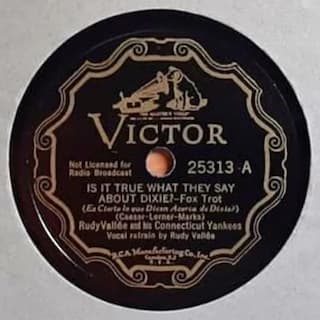 "HIS MASTER'S VOICE"
VICTOR
Not Licensed for
Radio Broadcast
25313-A
IS IT TRUE WHAT THEY SAY
ABOUT DIXIE?-Fox Trot
(Es Cierto lo que Dicen Acerca de Dixie?)
(Caesar-Lerner-Marks)
Rudy Vallée and his Connecticut Yankees
Vocal refrain by Rudy Vallée
RCA Manufacturing Co., Inc.
Camden, N.J.
U.S.A.